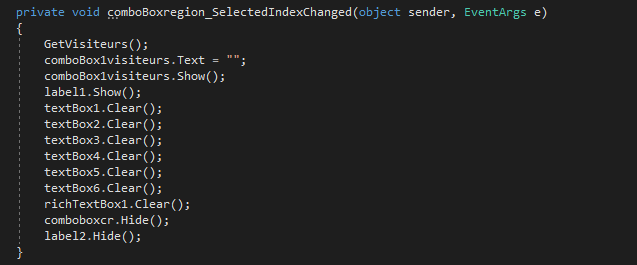 private void comboBoxregion_SelectedIndexChanged(object sender, EventArgs e)
{
    GetVisiteurs();
    comboBox1visiteurs.Text = "";
    comboBox1visiteurs.Show();
    label1.Show();
    textBox1.Clear();
    textBox2.Clear();
    textBox3.Clear();
    textBox4.Clear();
    textBox5.Clear();
    textBox6.Clear();
    richTextBox1.Clear();
    comboboxcr.Hide();
    label2.Hide();
}